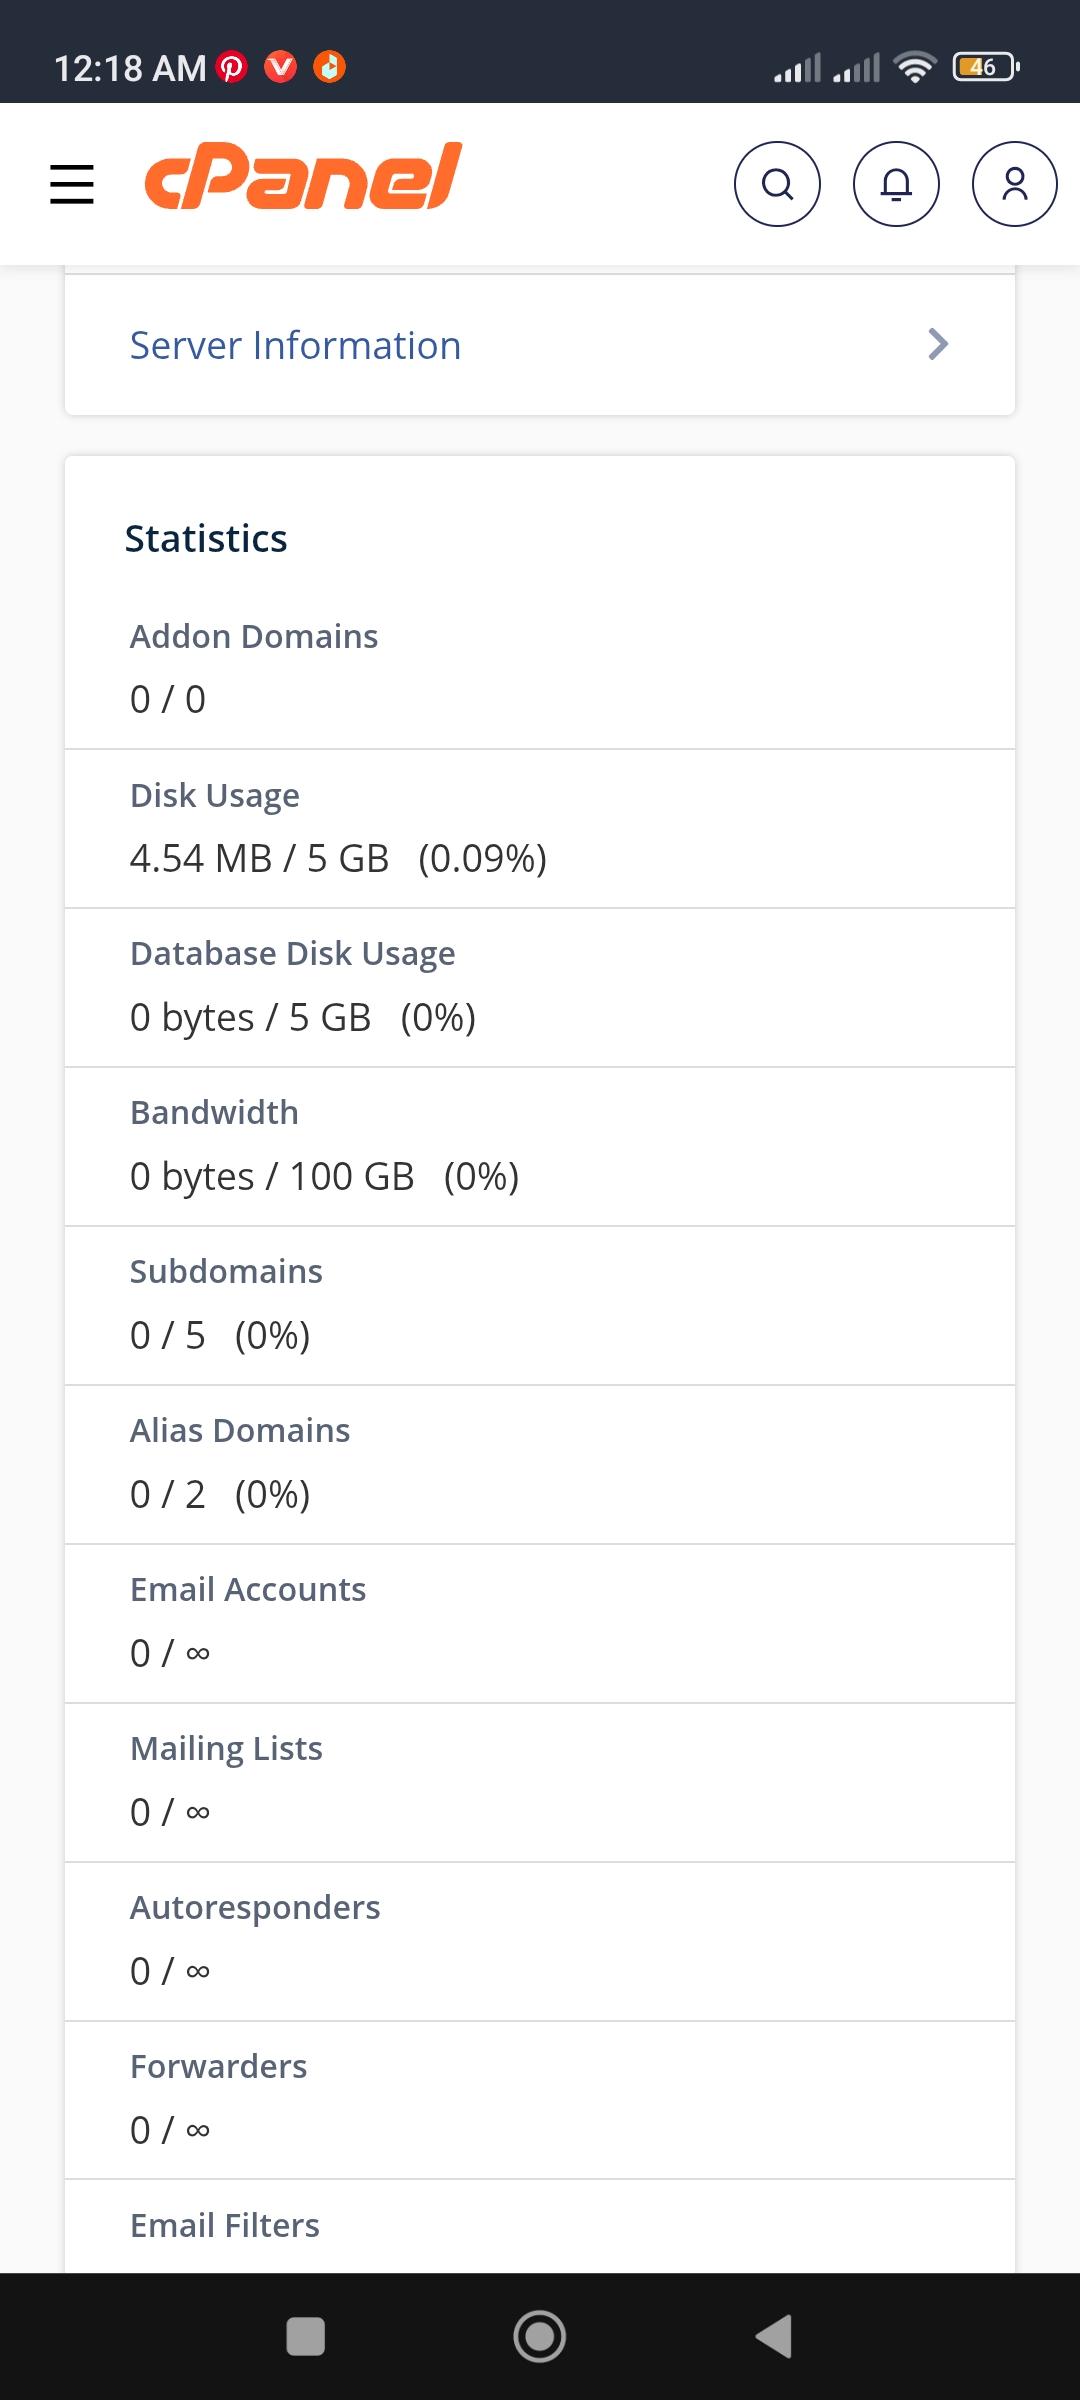 12:18 AM
46
cPanel
Server Information
Statistics
Addon Domains
0 / 0
Disk Usage
4.54 MB / 5 GB (0.09%)
Database Disk Usage
0 bytes / 5 GB (0%)
Bandwidth
0 bytes / 100 GB (0%)
Subdomains
0 / 5 (0%)
Alias Domains
0 / 2 (0%)
Email Accounts
0 / ∞
Mailing Lists
0 / ∞
Autoresponders
0 / ∞
Forwarders
0 / ∞
Email Filters